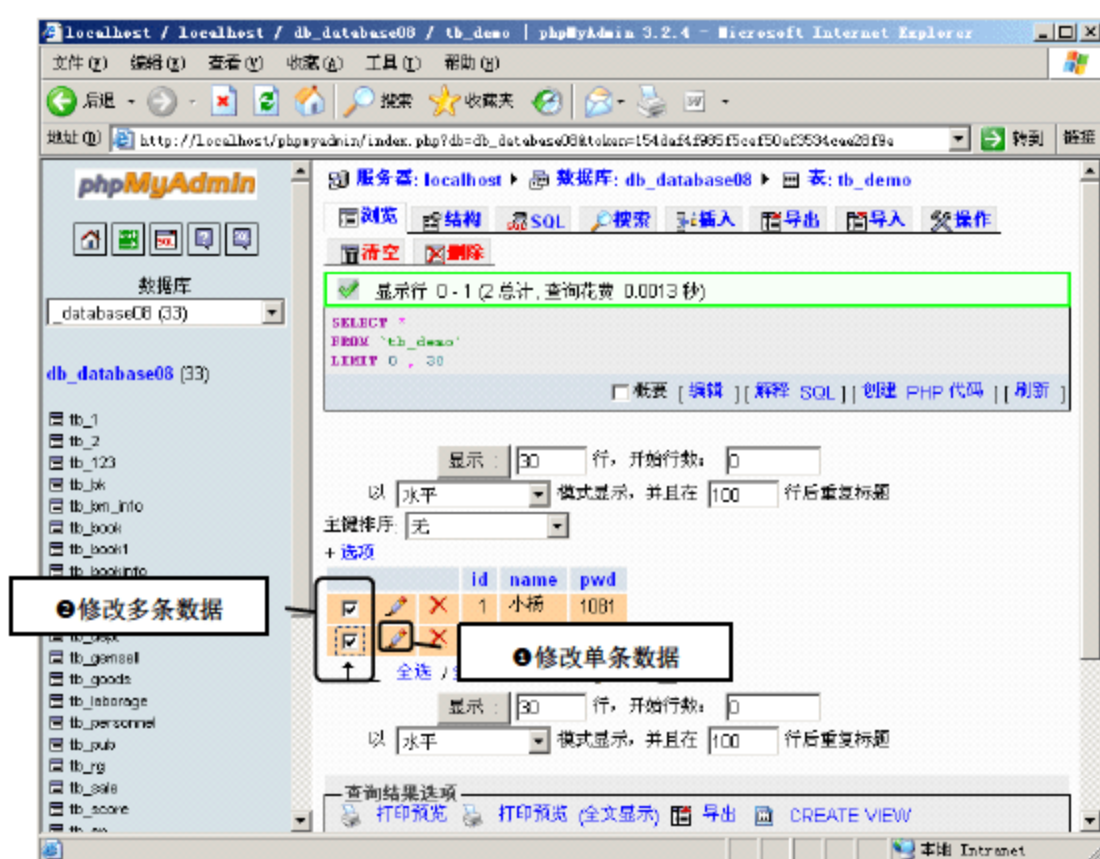 localhost / localhost / db_database08 / tb_demo | phpMyAdmin 3.2.4 - Microsoft Internet Explorer
文件(F) 编辑(E) 查看(V) 收藏(A) 工具(T) 帮助(H)
后退 搜索 收藏夹
地址(D) http://localhost/phpmyadmin/index.php?db=db_database08&token= 转到 链接
phpMyAdmin
数据库
_database08 (33)
db_database08 (33)
tb_1
tb_2
tb_123
tb_bk
tb_bm_info
tb_book
tb_book1
tb_bookinfo
tb_dept
tb_gemsell
tb_goods
tb_laborage
tb_personnel
tb_pub
tb_rg
tb_sale
tb_score
服务器: localhost ▸ 数据库: db_database08 ▸ 表: tb_demo
浏览 结构 SQL 搜索 插入 导出 导入 操作
清空 删除
显示行 0 - 1 (2 总计, 查询花费 0.0013 秒)
SELECT *
FROM `tb_demo`
LIMIT 0 , 30
概要 [ 编辑 ] [ 解释 SQL ] [ 创建 PHP 代码 ] [ 刷新 ]
显示 : 30 行，开始行数: 0
以 水平 模式显示，并且在 100 行后重复标题
主键排序: 无
+ 选项
id name pwd
1 小杨 1081
❷修改多条数据
❶修改单条数据
全选 /
显示 : 30 行，开始行数: 0
以 水平 模式显示，并且在 100 行后重复标题
查询结果选项
打印预览 打印预览 (全文显示) 导出 CREATE VIEW
本地 Intranet